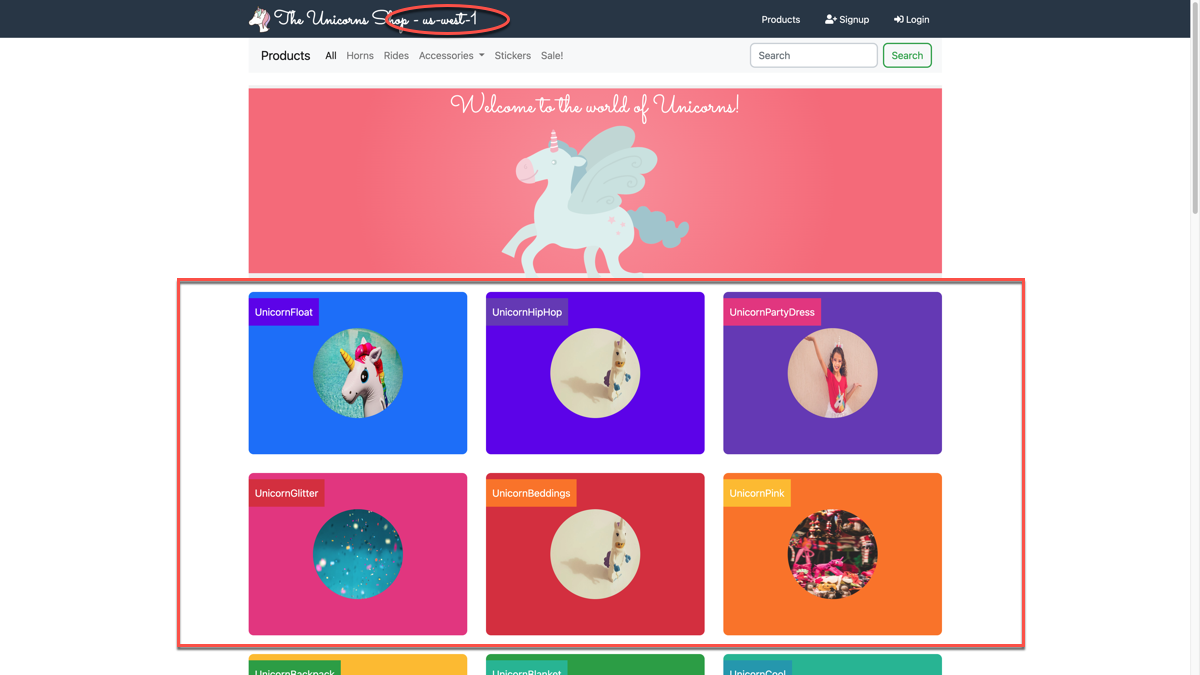 The Unicorns Shop - us-west-1
Products Signup Login
Products All Horns Rides Accessories Stickers Sale! Search Search
Welcome to the world of Unicorns!
UnicornFloat UnicornHipHop UnicornPartyDress
UnicornGlitter UnicornBeddings UnicornPink
UnicornBackpack UnicornBlanket UnicornCool